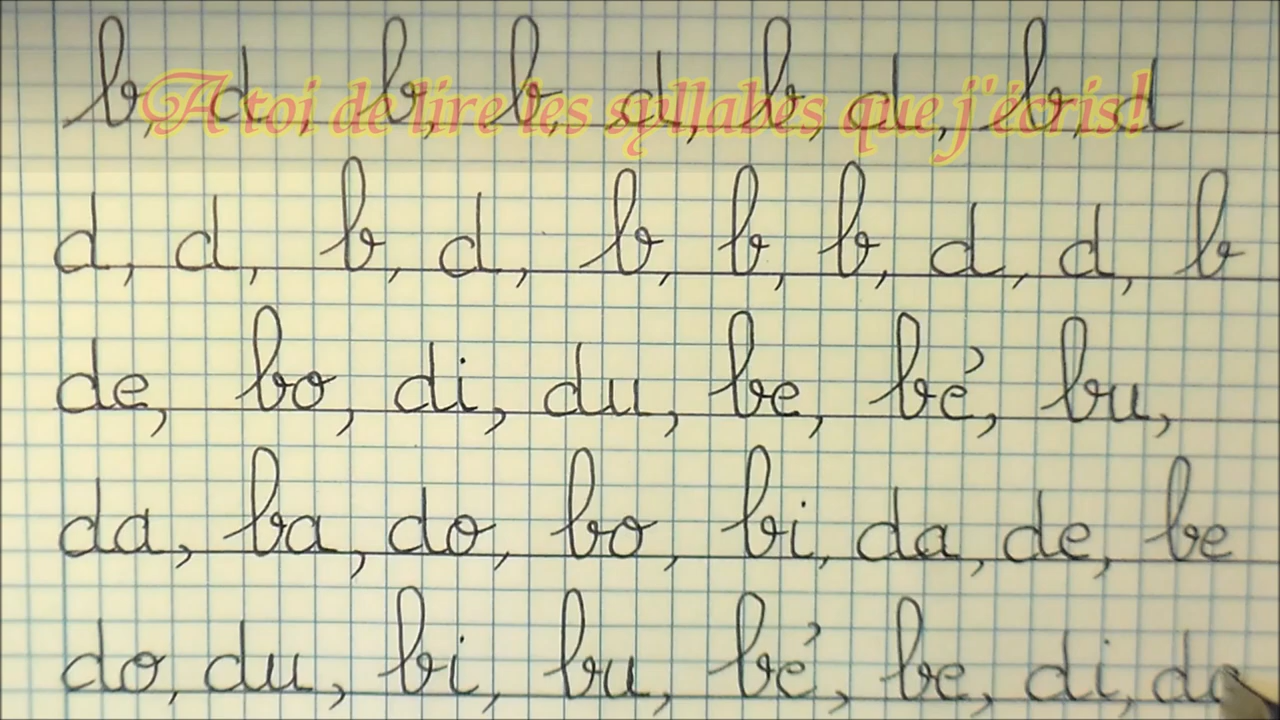 A toi de lire les syllabes que j'écris!
b, d, b, b, d, b, d, b, d
d, d, b, d, b, b, b, d, d, b
de, bo, di, du, be, bé, bu,
da, ba, do, bo, bi, da, de, be
do, du, bi, bu, bé, be, di,